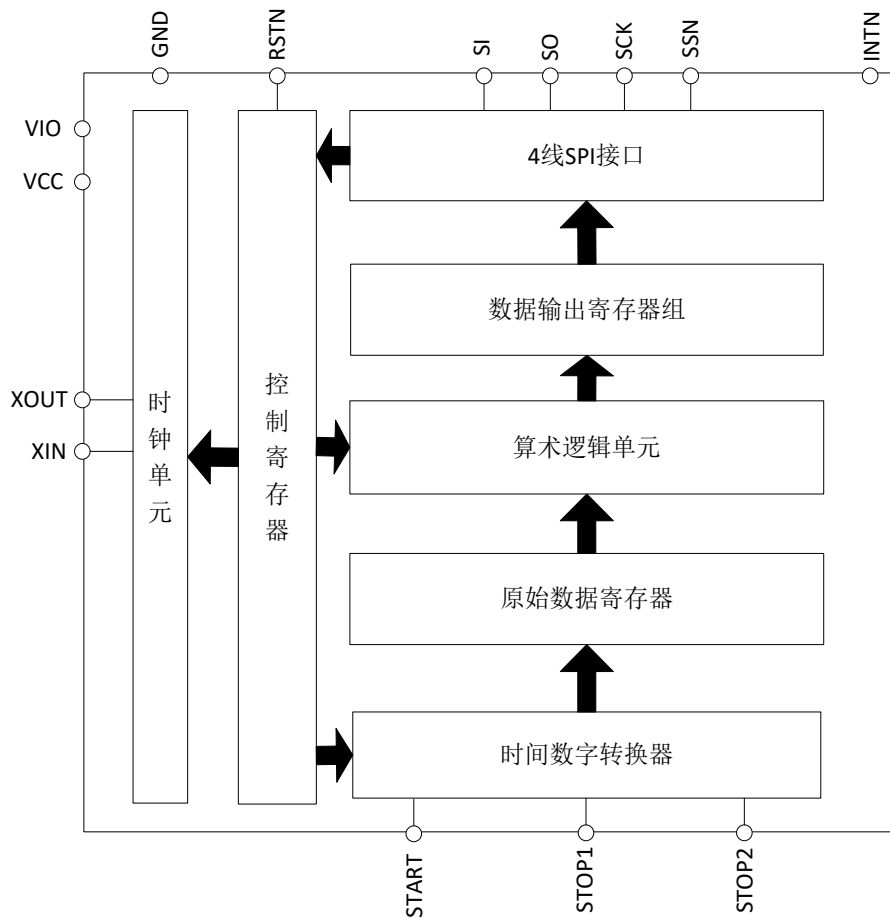 GND
RSTN
SI
SO
SCK
SSN
INTN
VIO
VCC
4线SPI接口
数据输出寄存器组
XOUT
XIN
时钟单元
控制寄存器
算术逻辑单元
原始数据寄存器
时间数字转换器
START
STOP1
STOP2